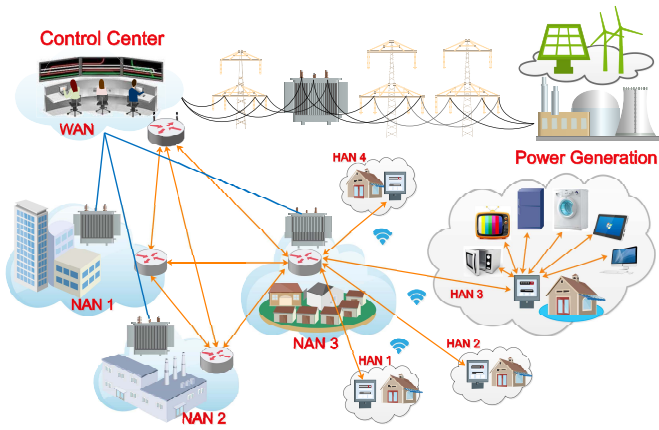 Control Center
WAN
Power Generation
HAN 4
NAN 1
HAN 3
NAN 3
HAN 2
HAN 1
NAN 2